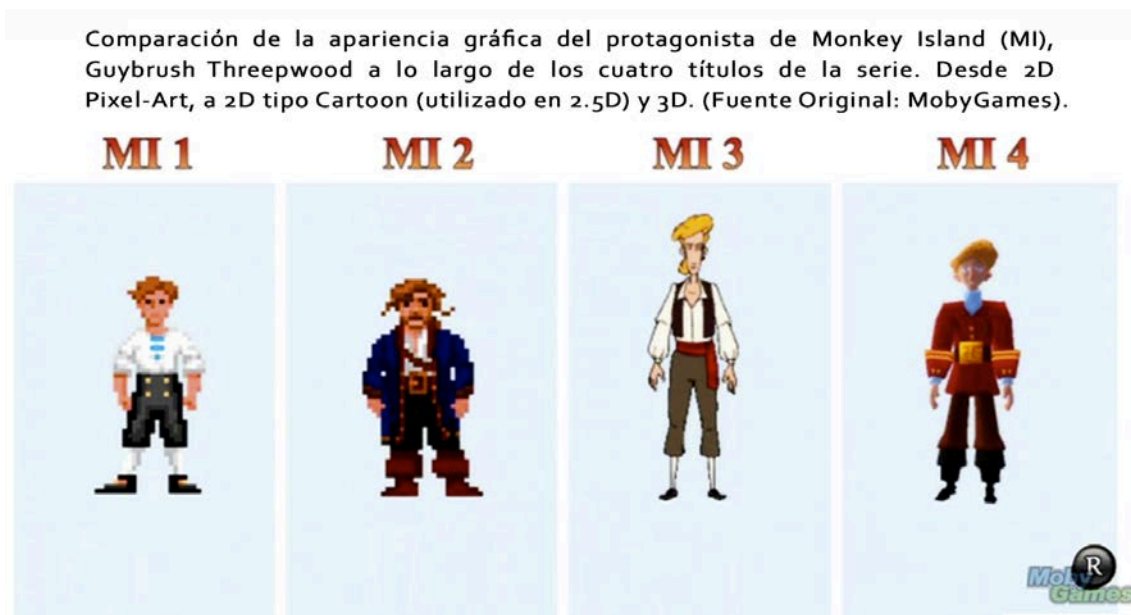 Comparación de la apariencia gráfica del protagonista de Monkey Island (MI),
Guybrush Threepwood a lo largo de los cuatro títulos de la serie. Desde 2D
Pixel-Art, a 2D tipo Cartoon (utilizado en 2.5D) y 3D. (Fuente Original: MobyGames).
MI 1 MI 2 MI 3 MI 4
R
Moby
Games